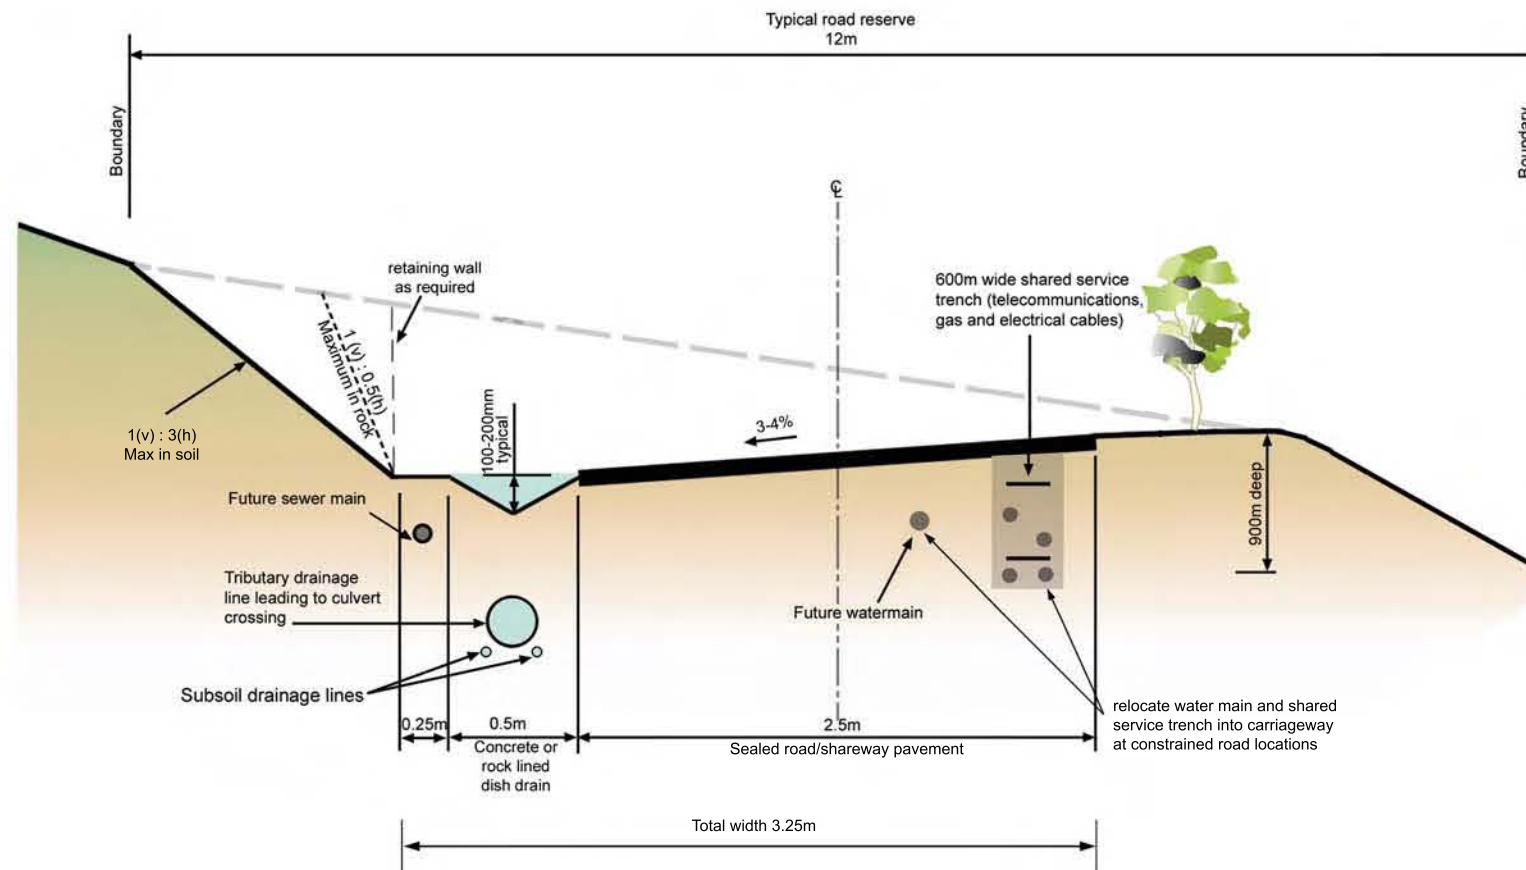 Typical road reserve
12m
Boundary
Boundary
℄
retaining wall
as required
1 (v) : 0.5(h)
Maximum in rock
600m wide shared service
trench (telecommunications,
gas and electrical cables)
1(v) : 3(h)
Max in soil
100-200mm
typical
3-4%
900m deep
Future sewer main
Tributary drainage
line leading to culvert
crossing
Future watermain
Subsoil drainage lines
relocate water main and shared
service trench into carriageway
at constrained road locations
0.25m
0.5m
2.5m
Concrete or
rock lined
dish drain
Sealed road/shareway pavement
Total width 3.25m